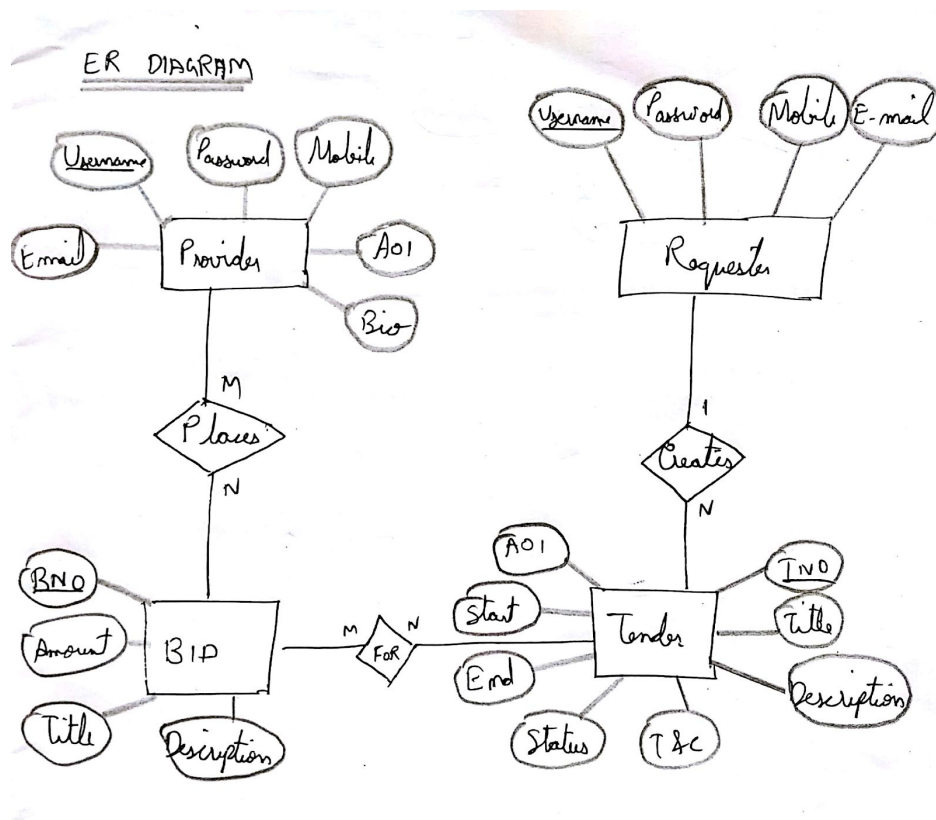 ER DIAGRAM
Username
Password
Mobile
Username
Password
Mobile
E-mail
Email
Provider
AOI
Bio
Requester
M
Places
N
1
Creates
N
BNO
Amount
Title
Description
BID
M
FOR
N
AOI
Start
End
Status
T&C
Tender
TNO
Title
Description